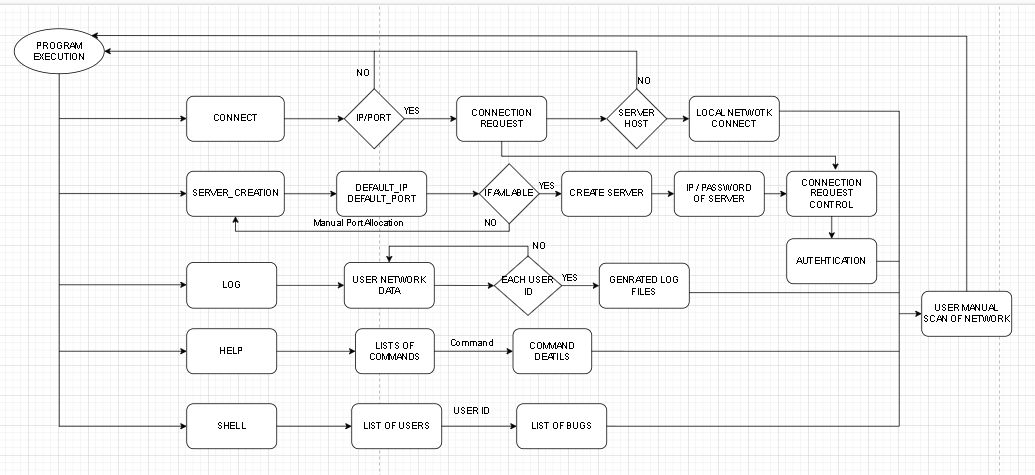 PROGRAM
EXECUTION
NO
NO
CONNECT
IP/PORT
YES
CONNECTION
REQUEST
SERVER
HOST
LOCAL NETWOTK
CONNECT
SERVER_CREATION
DEFAULT_IP
DEFAULT_PORT
IF AVILABLE
YES
CREATE SERVER
IP / PASSWORD
OF SERVER
CONNECTION
REQUEST
CONTROL
Manual Port Allocation
NO
NO
AUTEHTICATION
LOG
USER NETWORK
DATA
EACH USER
ID
YES
GENRATED LOG
FILES
USER MANUAL
SCAN OF NETWORK
HELP
LISTS OF
COMMANDS
Command
COMMAND
DEATILS
SHELL
LIST OF USERS
USER ID
LIST OF BUGS